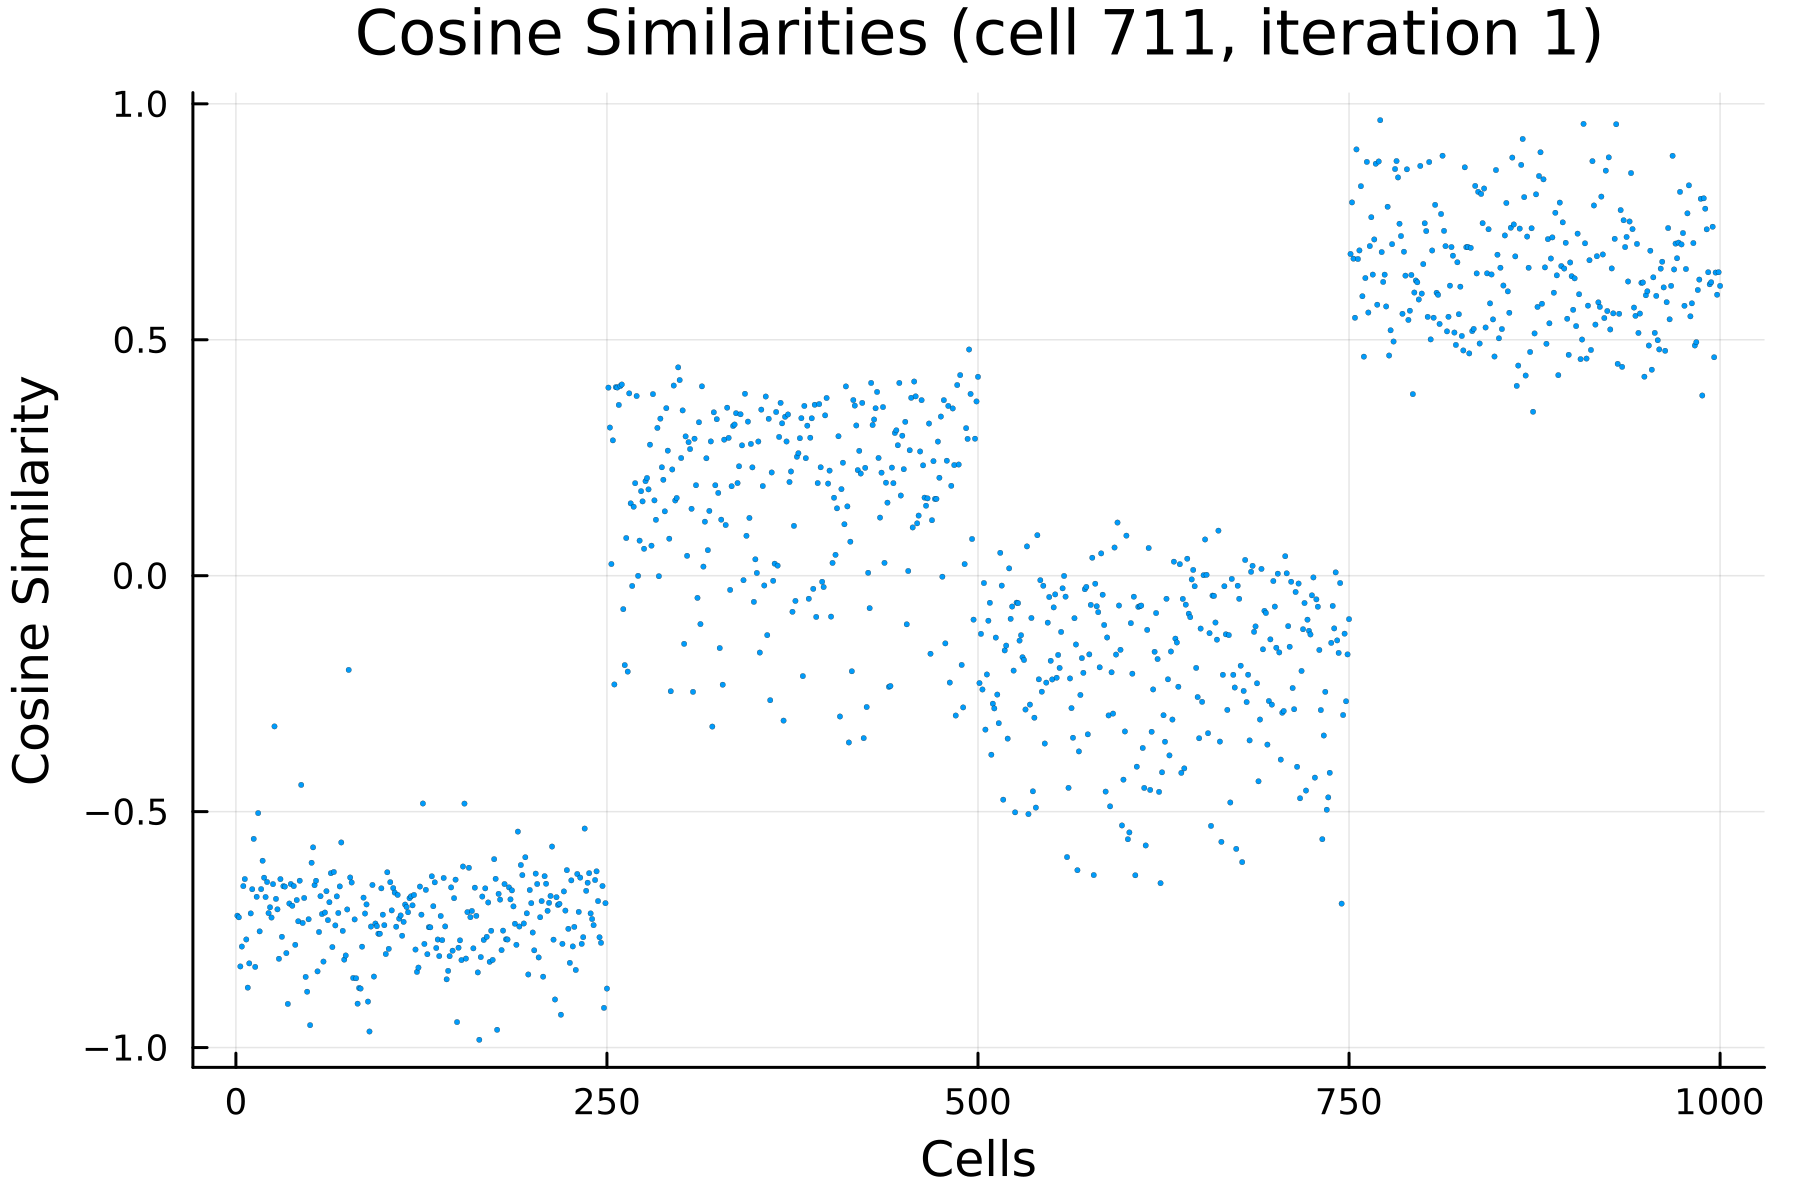 Cosine Similarities (cell 711, iteration 1)
Cosine Similarity
1.0
0.5
0.0
−0.5
−1.0
0 250 500 750 1000
Cells